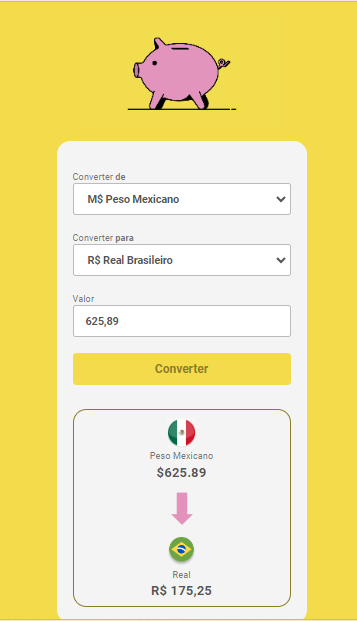 Converter de
M$ Peso Mexicano
Converter para
R$ Real Brasileiro
Valor
625,89
Converter
Peso Mexicano
$625.89
Real
R$ 175,25